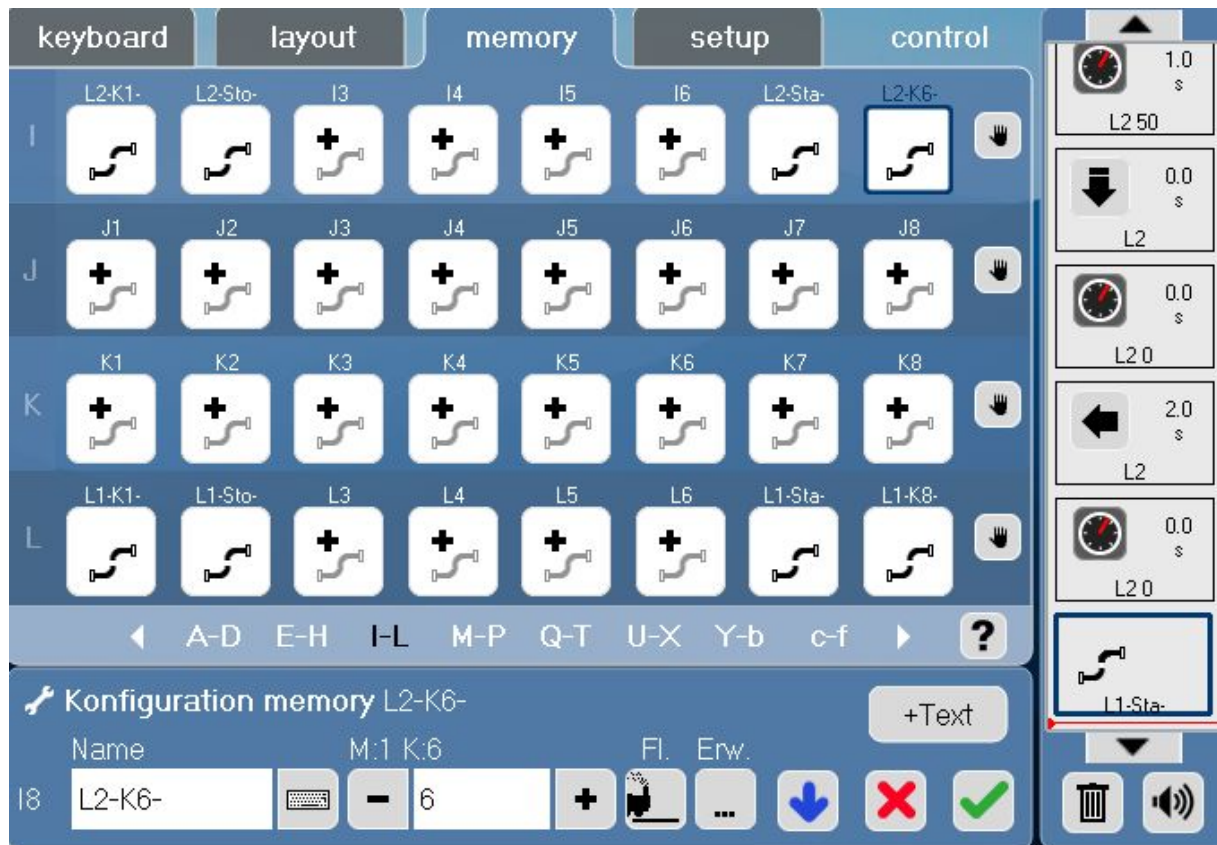 keyboard layout memory setup control
L2-K1- L2-Sto- I3 I4 I5 I6 L2-Sta- L2-K6-
I
J1 J2 J3 J4 J5 J6 J7 J8
J
K1 K2 K3 K4 K5 K6 K7 K8
K
L1-K1- L1-Sto- L3 L4 L5 L6 L1-Sta- L1-K8-
L
A-D E-H I-L M-P Q-T U-X Y-b c-f ?
Konfiguration memory L2-K6-
+Text
Name M:1 K:6 Fl. Erw.
I8 L2-K6- - 6 + ...
1.0
s
L2 50
0.0
s
L2
0.0
s
L2 0
2.0
s
L2
0.0
s
L2 0
L1-Sta-